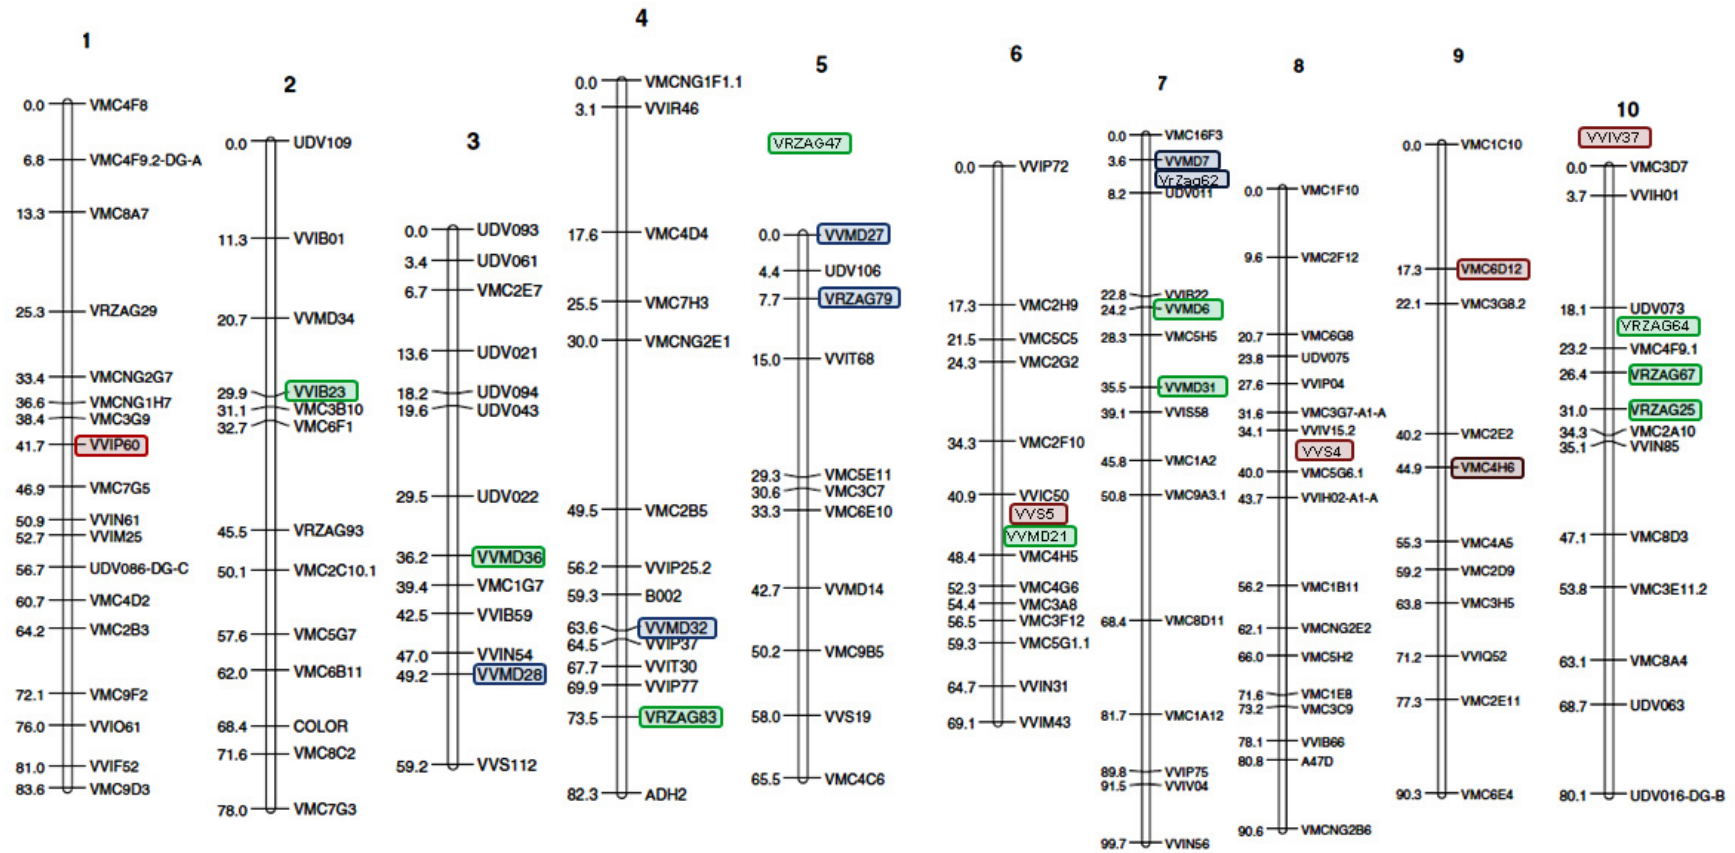 1
0.0 VMC4F8
6.8 VMC4F9.2-DG-A
13.3 VMC8A7
25.3 VRZAG29
33.4 VMCNG2G7
36.6 VMCNG1H7
38.4 VMC3G9
41.7 VVIP60
46.9 VMC7G5
50.9 VVIN61
52.7 VVIM25
56.7 UDV086-DG-C
60.7 VMC4D2
64.2 VMC2B3
72.1 VMC9F2
76.0 VVIO61
81.0 VVIF52
83.6 VMC9D3
2
0.0 UDV109
11.3 VVIB01
20.7 VVMD34
29.9 VVIB23
31.1 VMC3B10
32.7 VMC6F1
45.5 VRZAG93
50.1 VMC2C10.1
57.6 VMC5G7
62.0 VMC6B11
68.4 COLOR
71.6 VMC8C2
78.0 VMC7G3
3
0.0 UDV093
3.4 UDV061
6.7 VMC2E7
13.6 UDV021
18.2 UDV094
19.6 UDV043
29.5 UDV022
36.2 VVMD36
39.4 VMC1G7
42.5 VVIB59
47.0 VVIN54
49.2 VVMD28
59.2 VVS112
4
0.0 VMCNG1F1.1
3.1 VVIR46
17.6 VMC4D4
25.5 VMC7H3
30.0 VMCNG2E1
49.5 VMC2B5
56.2 VVIP25.2
59.3 B002
63.6 VVMD32
64.5 VVIP37
67.7 VVIT30
69.9 VVIP77
73.5 VRZAG83
82.3 ADH2
5
VRZAG47
0.0 VVMD27
4.4 UDV106
7.7 VRZAG79
15.0 VVIT68
29.3 VMC5E11
30.6 VMC3C7
33.3 VMC6E10
42.7 VVMD14
50.2 VMC9B5
58.0 VVS19
65.5 VMC4C6
6
0.0 VVIP72
17.3 VMC2H9
21.5 VMC5C5
24.3 VMC2G2
34.3 VMC2F10
40.9 VVIC50
VVS5
VVMD21
48.4 VMC4H5
52.3 VMC4G6
54.4 VMC3A8
56.5 VMC3F12
59.3 VMC5G1.1
64.7 VVIN31
69.1 VVIM43
7
0.0 VMC16F3
3.6 VVMD7
VrZag62
8.2 UDV011
22.8 VVIB22
24.2 VVMD6
28.3 VMC5H5
35.5 VVMD31
39.1 VVIS58
45.8 VMC1A2
50.8 VMC9A3.1
68.4 VMC8D11
81.7 VMC1A12
89.8 VVIP75
91.5 VVIV04
99.7 VVIN56
8
0.0 VMC1F10
9.6 VMC2F12
20.7 VMC6G8
23.8 UDV075
27.6 VVIP04
31.6 VMC3G7-A1-A
34.1 VVIV15.2
VVS4
40.0 VMC5G6.1
43.7 VVIH02-A1-A
56.2 VMC1B11
62.1 VMCNG2E2
66.0 VMC5H2
71.6 VMC1E8
73.2 VMC3C9
78.1 VVIB66
80.8 A47D
90.6 VMCNG2B6
9
0.0 VMC1C10
17.3 VMC6D12
22.1 VMC3G8.2
40.2 VMC2E2
44.9 VMC4H6
55.3 VMC4A5
59.2 VMC2D9
63.8 VMC3H5
71.2 VVIQ52
77.3 VMC2E11
90.3 VMC6E4
10
VVIV37
0.0 VMC3D7
3.7 VVIH01
18.1 UDV073
VRZAG64
23.2 VMC4F9.1
26.4 VRZAG67
31.0 VRZAG25
34.3 VMC2A10
35.1 VVIN85
47.1 VMC8D3
53.8 VMC3E11.2
63.1 VMC8A4
68.7 UDV063
80.1 UDV016-DG-B